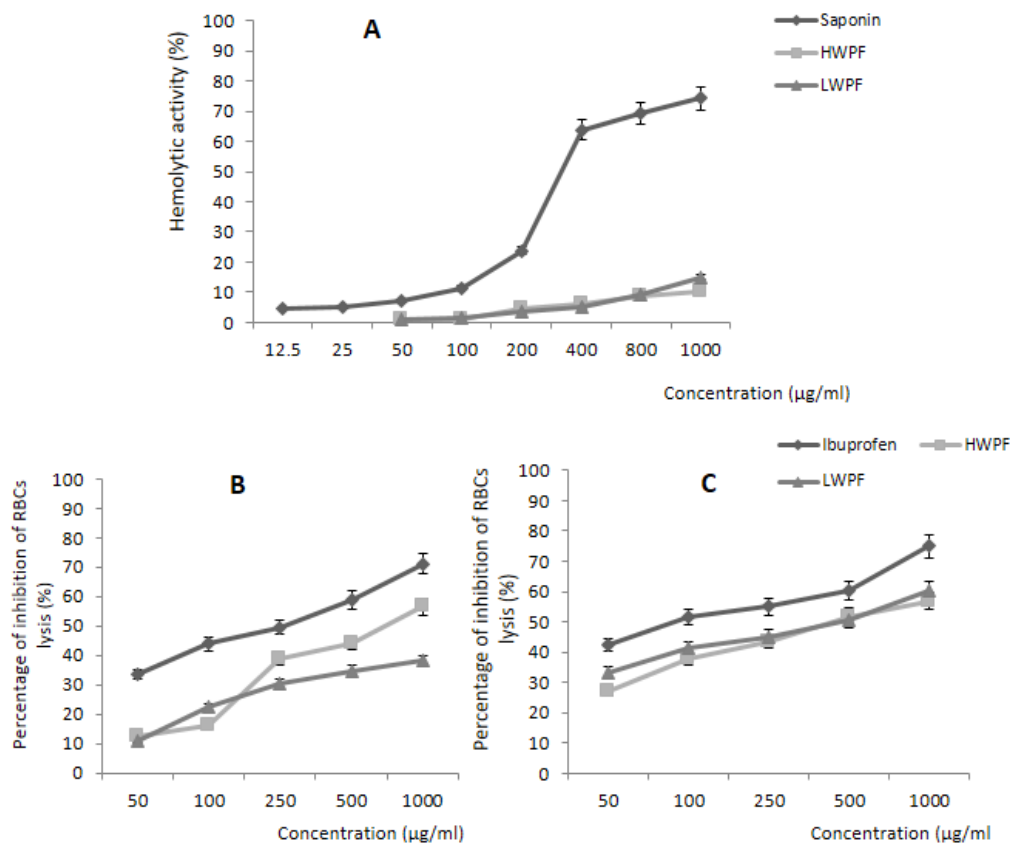 A
Saponin
HWPF
LWPF
Hemolytic activity (%)
100
90
80
70
60
50
40
30
20
10
0
12.5 25 50 100 200 400 800 1000
Concentration (µg/ml)
B
Percentage of inhibition of RBCs
lysis (%)
100
90
80
70
60
50
40
30
20
10
0
50 100 250 500 1000
Concentration (µg/ml)
Ibuprofen HWPF
LWPF
C
Percentage of inhibition of RBCs
lysis (%)
100
90
80
70
60
50
40
30
20
10
0
50 100 250 500 1000
Concentration (µg/ml